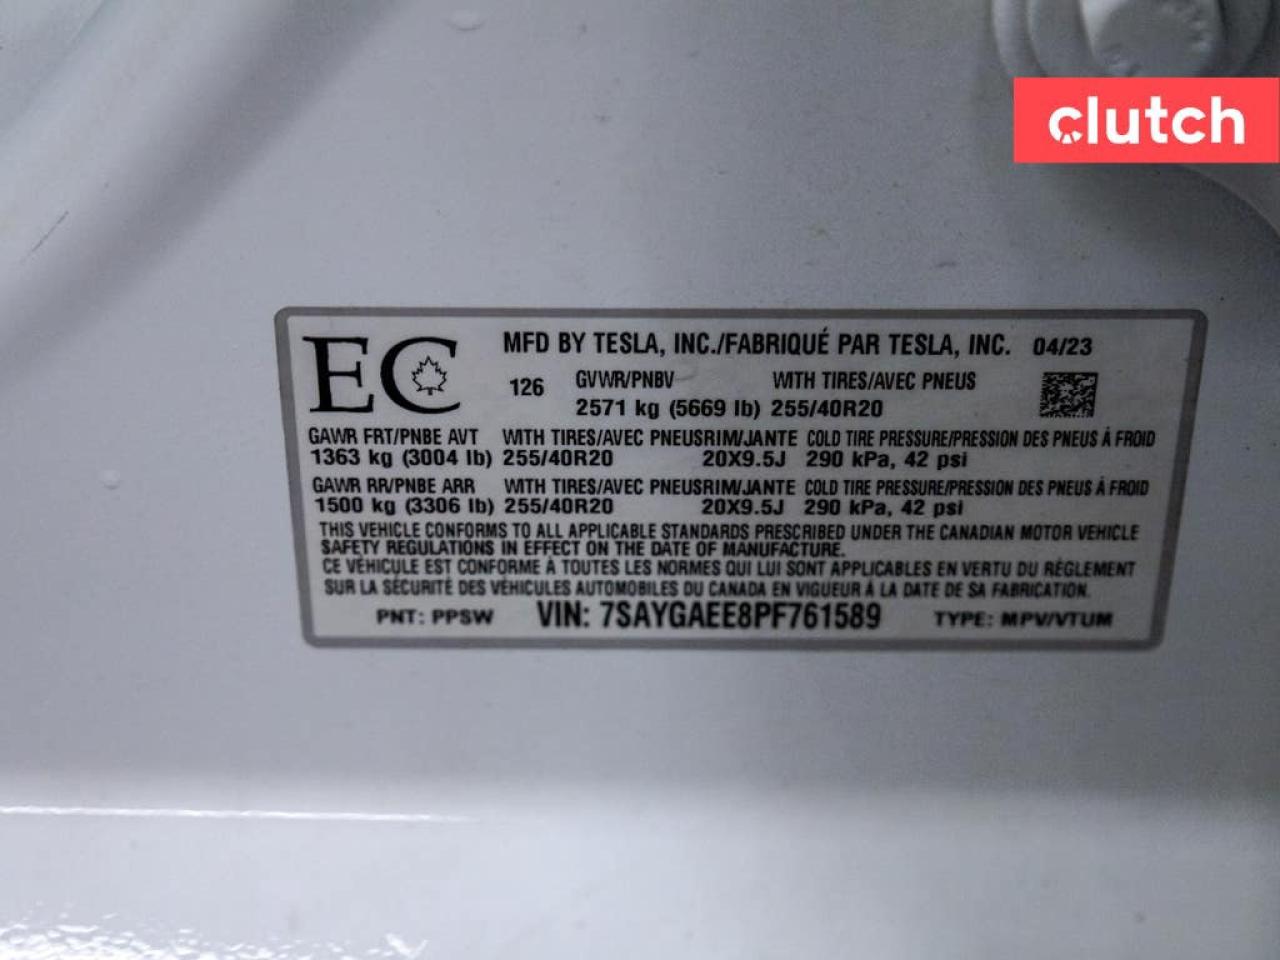 clutch
EC
MFD BY TESLA, INC./FABRIQUÉ PAR TESLA, INC. 04/23
126 GVWR/PNBV WITH TIRES/AVEC PNEUS
2571 kg (5669 lb) 255/40R20
GAWR FRT/PNBE AVT WITH TIRES/AVEC PNEUSRIM/JANTE COLD TIRE PRESSURE/PRESSION DES PNEUS À FROID
1363 kg (3004 lb) 255/40R20 20X9.5J 290 kPa, 42 psi
GAWR RR/PNBE ARR WITH TIRES/AVEC PNEUSRIM/JANTE COLD TIRE PRESSURE/PRESSION DES PNEUS À FROID
1500 kg (3306 lb) 255/40R20 20X9.5J 290 kPa, 42 psi
THIS VEHICLE CONFORMS TO ALL APPLICABLE STANDARDS PRESCRIBED UNDER THE CANADIAN MOTOR VEHICLE
SAFETY REGULATIONS IN EFFECT ON THE DATE OF MANUFACTURE.
CE VÉHICULE EST CONFORME À TOUTES LES NORMES QUI LUI SONT APPLICABLES EN VERTU DU RÈGLEMENT
SUR LA SÉCURITÉ DES VÉHICULES AUTOMOBILES DU CANADA EN VIGUEUR À LA DATE DE SA FABRICATION.
PNT: PPSW VIN: 7SAYGAEE8PF761589 TYPE: MPV/VTUM